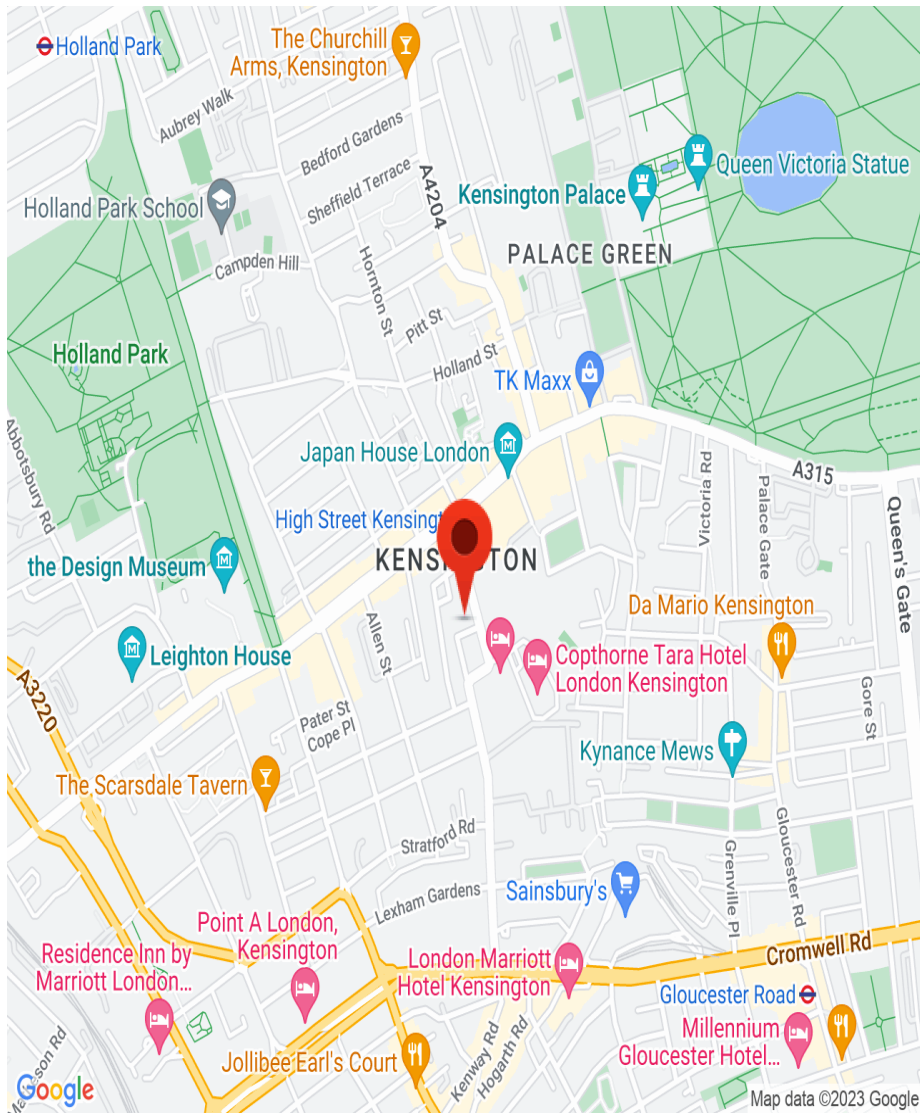 Holland Park
The Churchill
Arms, Kensington
Aubrey Walk
Bedford Gardens
A4204
Sheffield Terrace
Queen Victoria Statue
Kensington Palace
Holland Park School
PALACE GREEN
Campden Hill
Hornton St
Pitt St
Holland Park
Holland St
TK Maxx
Abbotsbury Rd
Japan House London
Victoria Rd
A315
Palace Gate
Queen's Gate
High Street
KENSINGTON
the Design Museum
Allen St
Da Mario Kensington
Leighton House
Copthorne Tara Hotel
London Kensington
A3220
Gore St
Pater St
Cope Pl
Kynance Mews
The Scarsdale Tavern
Stratford Rd
Gloucester Rd
Grenville Pl
Lexham Gardens
Sainsbury's
Point A London,
Kensington
Residence Inn by
Marriott London...
London Marriott
Hotel Kensington
Cromwell Rd
Gloucester Road
Millennium
Gloucester Hotel...
Kenway Rd
Hogarth Rd
Jollibee Earl's Court
Google
Map data ©2023 Google